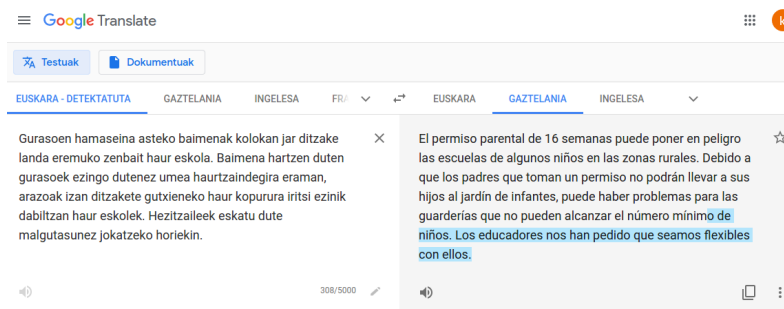 Google Translate
k
Testuak
Dokumentuak
EUSKARA - DETEKTATUTA GAZTELANIA INGELESA FRA
EUSKARA GAZTELANIA INGELESA
Gurasoen hamaseina asteko baimenak kolokan jar ditzake
landa eremuko zenbait haur eskola. Baimena hartzen duten
gurasoek ezingo dutenez umea haurtzaindegira eraman,
arazoak izan ditzakete gutxieneko haur kopurura iritsi ezinik
dabiltzan haur eskolek. Hezitzaileek eskatu dute
malgutasunez jokatzeko horiekin.
308/5000
El permiso parental de 16 semanas puede poner en peligro
las escuelas de algunos niños en las zonas rurales. Debido a
que los padres que toman un permiso no podrán llevar a sus
hijos al jardín de infantes, puede haber problemas para las
guarderías que no pueden alcanzar el número mínimo de
niños. Los educadores nos han pedido que seamos flexibles
con ellos.